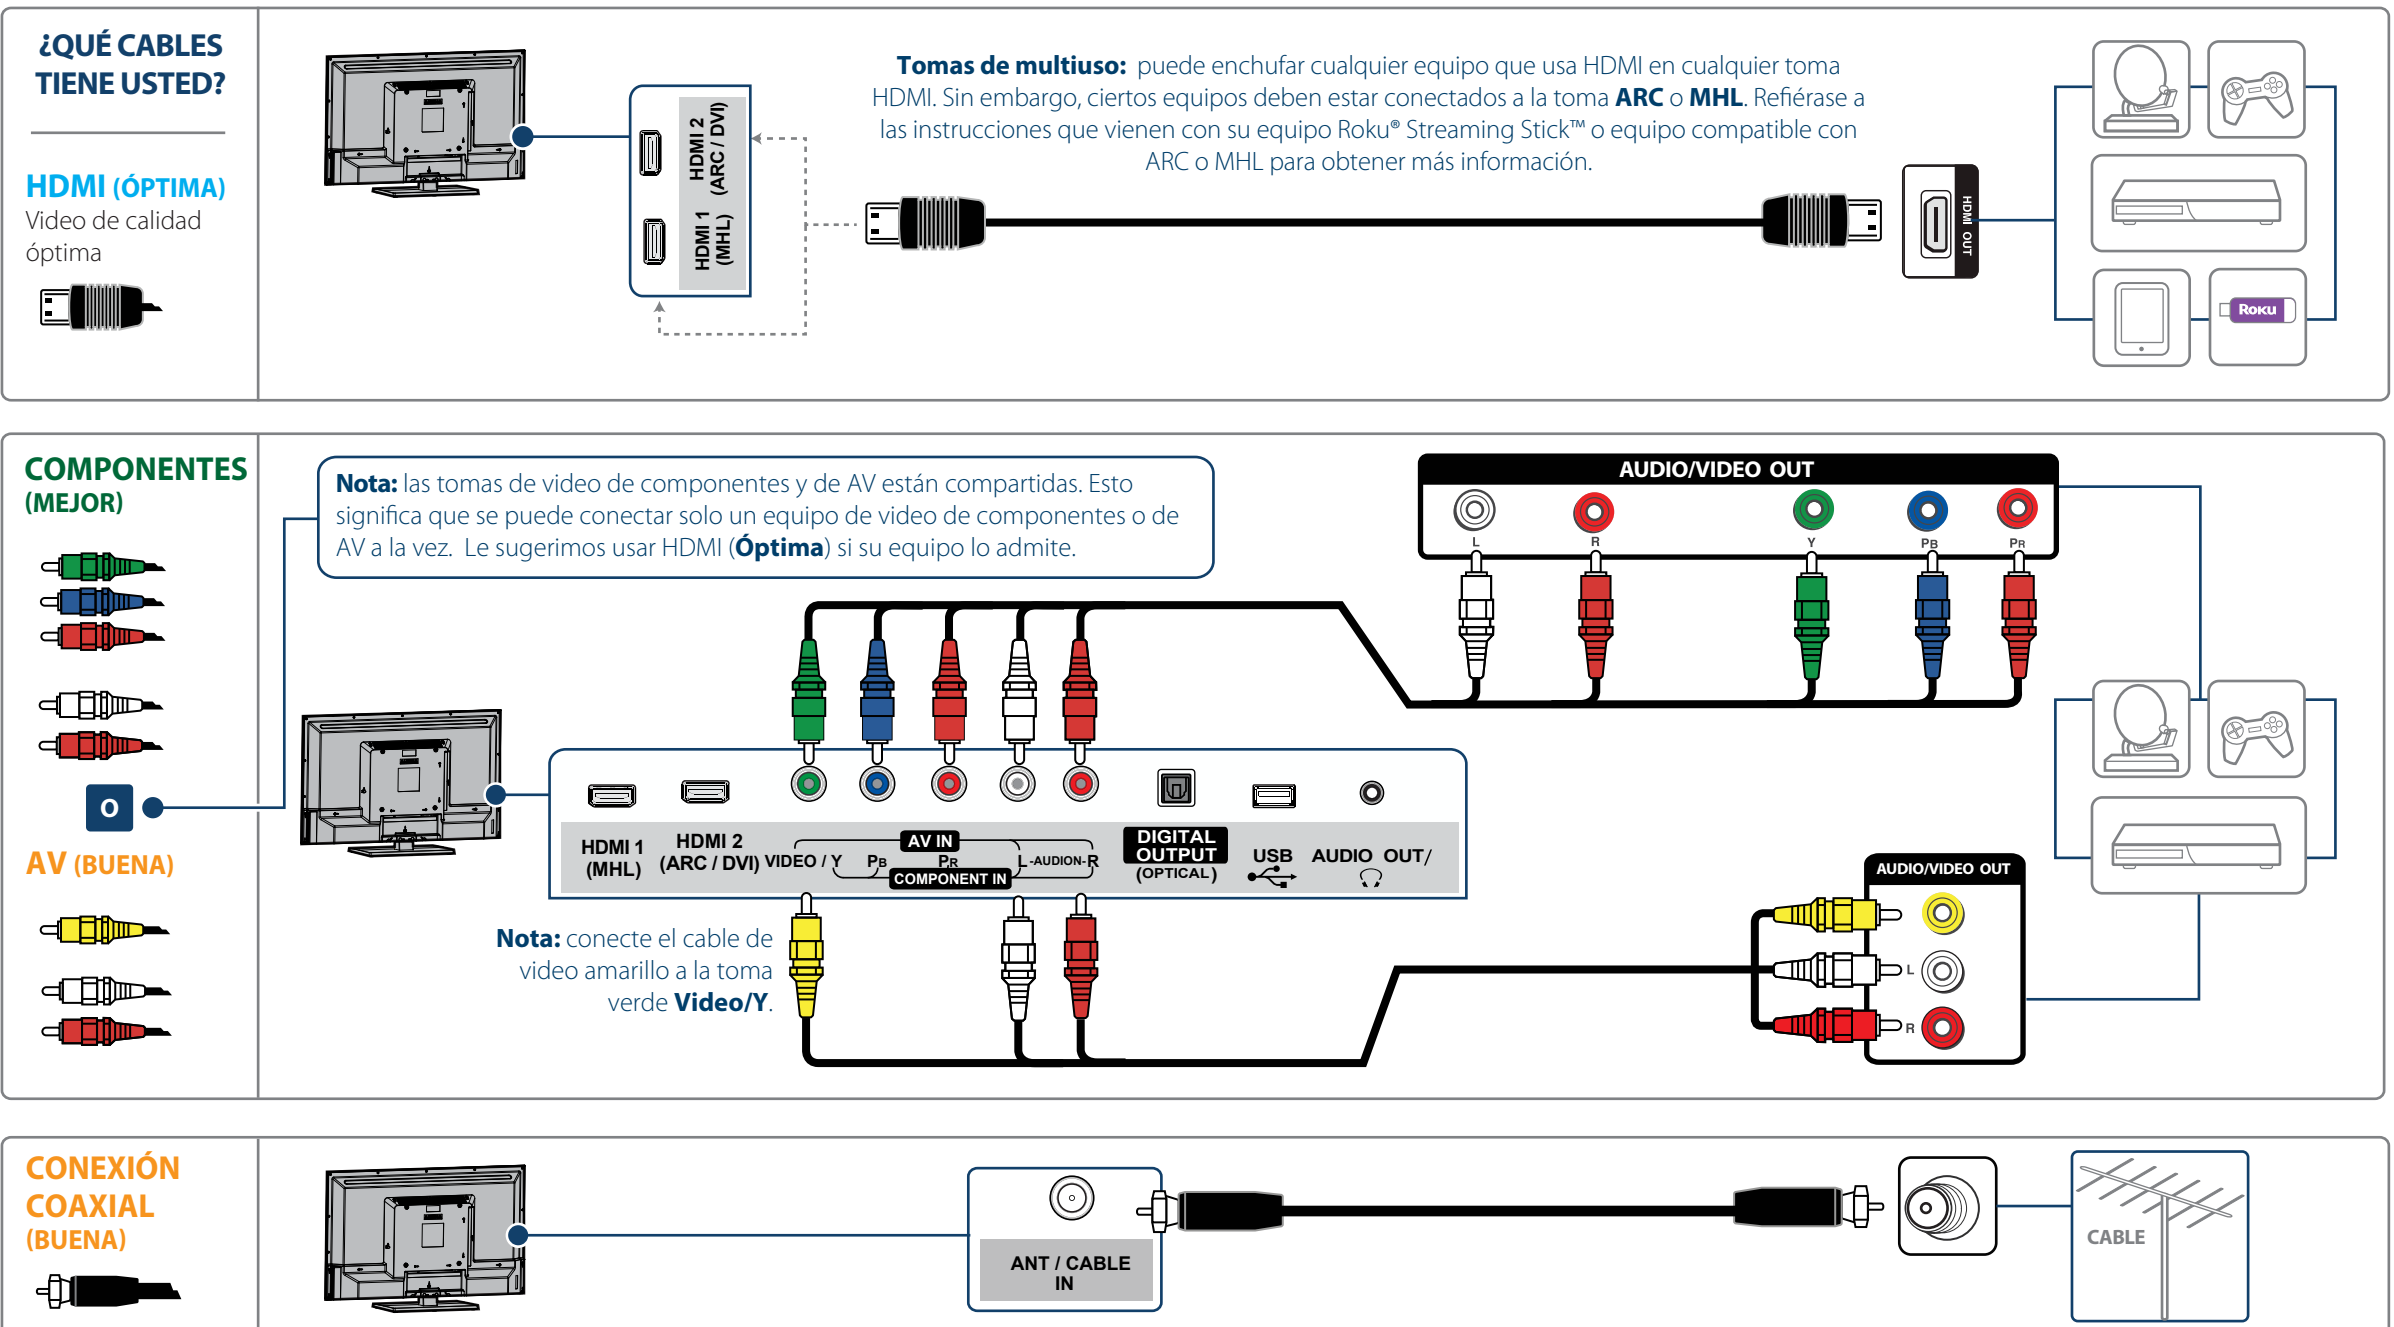 ¿QUÉ CABLES
TIENE USTED?
HDMI (ÓPTIMA)
Video de calidad
óptima
HDMI 2
(ARC / DVI)
HDMI 1
(MHL)
Tomas de multiuso: puede enchufar cualquier equipo que usa HDMI en cualquier toma
HDMI. Sin embargo, ciertos equipos deben estar conectados a la toma ARC o MHL. Refiérase a
las instrucciones que vienen con su equipo Roku® Streaming Stick™ o equipo compatible con
ARC o MHL para obtener más información.
HDMI OUT
Roku
COMPONENTES
(MEJOR)
O
AV (BUENA)
Nota: las tomas de video de componentes y de AV están compartidas. Esto
significa que se puede conectar solo un equipo de video de componentes o de
AV a la vez. Le sugerimos usar HDMI (Óptima) si su equipo lo admite.
AUDIO/VIDEO OUT
L R Y PB PR
HDMI 1
(MHL)
HDMI 2
(ARC / DVI)
AV IN
VIDEO / Y PB PR L -AUDION- R
COMPONENT IN
DIGITAL
OUTPUT
(OPTICAL)
USB
AUDIO OUT/
Nota: conecte el cable de
video amarillo a la toma
verde Video/Y.
AUDIO/VIDEO OUT
L
R
CONEXIÓN
COAXIAL
(BUENA)
ANT / CABLE
IN
CABLE